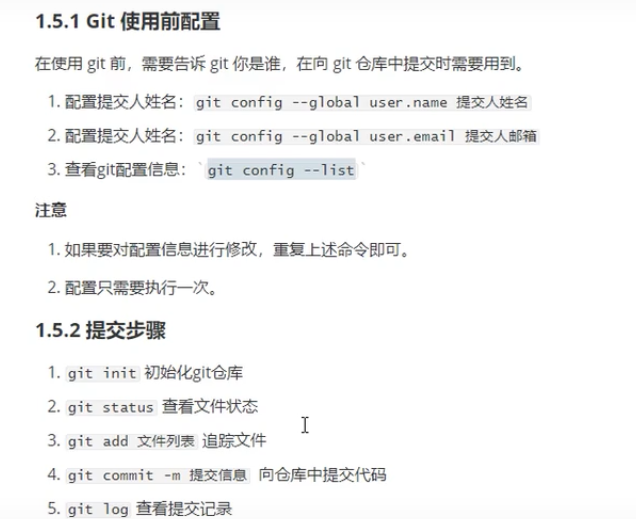 1.5.1 Git 使用前配置
在使用 git 前，需要告诉 git 你是谁，在向 git 仓库中提交时需要用到。
1. 配置提交人姓名：git config --global user.name 提交人姓名
2. 配置提交人姓名：git config --global user.email 提交人邮箱
3. 查看git配置信息：`git config --list`
注意
1. 如果要对配置信息进行修改，重复上述命令即可。
2. 配置只需要执行一次。
1.5.2 提交步骤
1. git init 初始化git仓库
2. git status 查看文件状态
3. git add 文件列表 追踪文件
4. git commit -m 提交信息 向仓库中提交代码
5. git log 查看提交记录